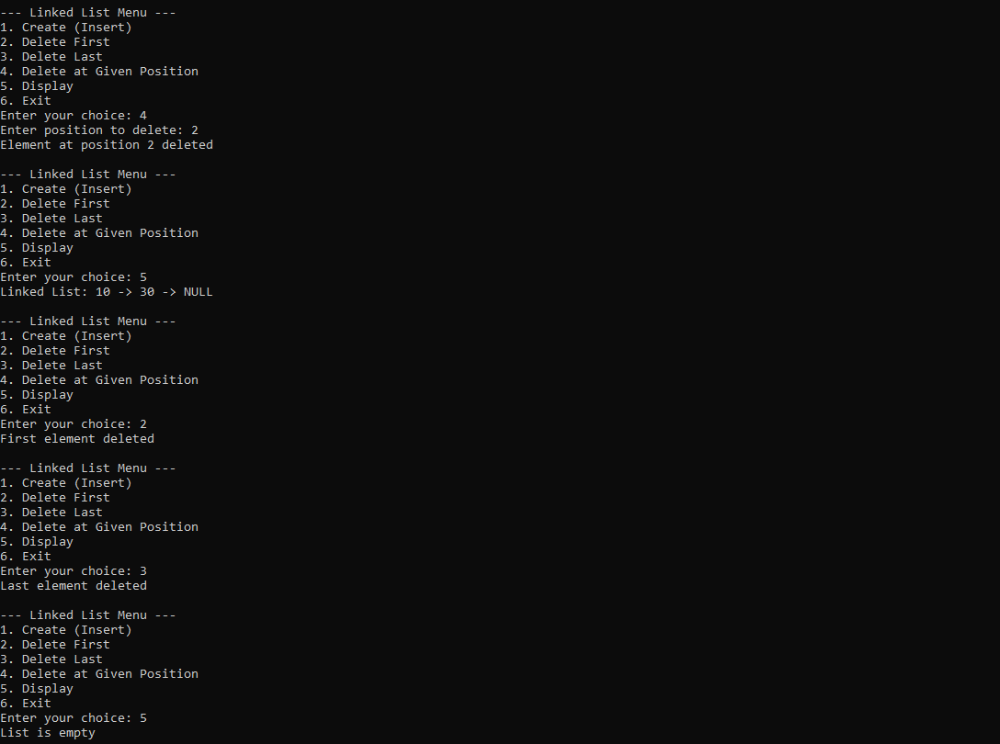 --- Linked List Menu ---
1. Create (Insert)
2. Delete First
3. Delete Last
4. Delete at Given Position
5. Display
6. Exit
Enter your choice: 4
Enter position to delete: 2
Element at position 2 deleted

--- Linked List Menu ---
1. Create (Insert)
2. Delete First
3. Delete Last
4. Delete at Given Position
5. Display
6. Exit
Enter your choice: 5
Linked List: 10 -> 30 -> NULL

--- Linked List Menu ---
1. Create (Insert)
2. Delete First
3. Delete Last
4. Delete at Given Position
5. Display
6. Exit
Enter your choice: 2
First element deleted

--- Linked List Menu ---
1. Create (Insert)
2. Delete First
3. Delete Last
4. Delete at Given Position
5. Display
6. Exit
Enter your choice: 3
Last element deleted

--- Linked List Menu ---
1. Create (Insert)
2. Delete First
3. Delete Last
4. Delete at Given Position
5. Display
6. Exit
Enter your choice: 5
List is empty